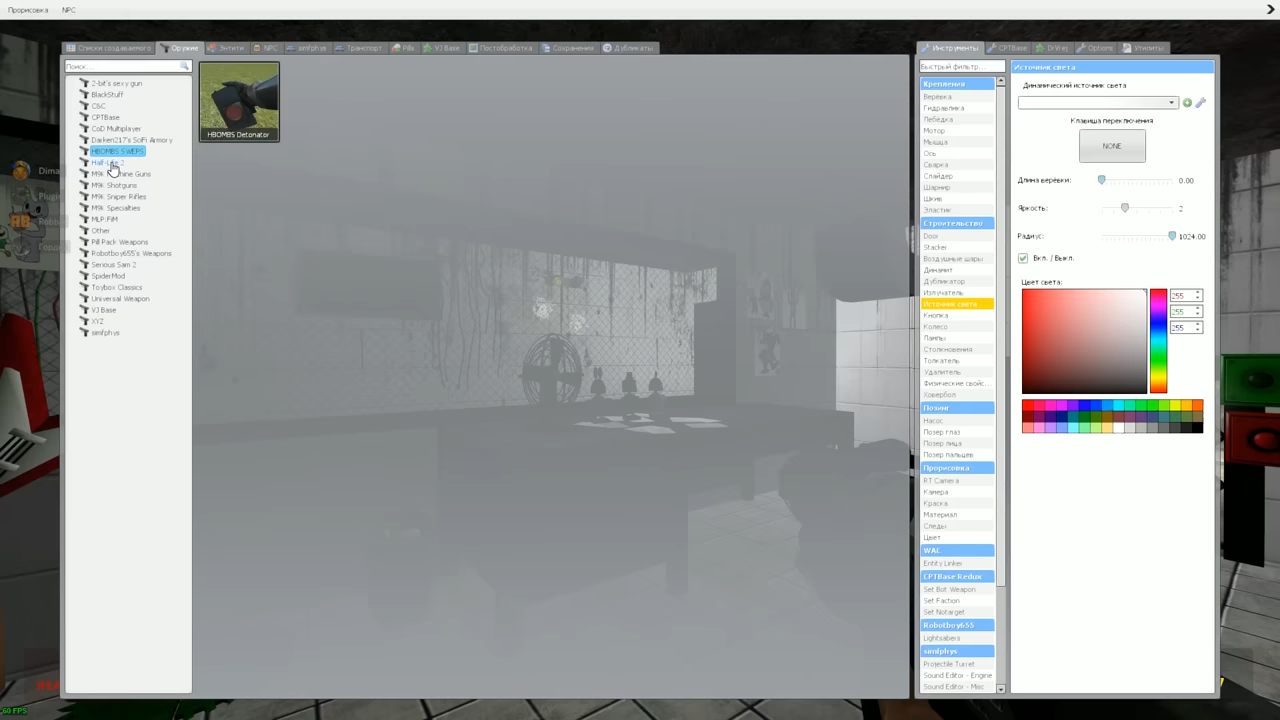 Прорисовка NPC
Списки создаваемого Оружие Энтити NPC simfphys Транспорт Pills VJ Base Постобработка Сохранения Дубликаты
Поиск...
2-bit's sexy gun
BlackStuff
CPTBase
CoD Multiplayer
Darken217's SciFi Armory
HBOMBS SWEPS
Half-Life 2
M9K Shotguns
M9K Sniper Rifles
M9K Specialties
MLP:FiM
Other
Pill Pack Weapons
Robotboy655's Weapons
Serious Sam 2
SpiderMod
Toybox Classics
Universal Weapon
VJ Base
XYZ
simfphys
HBOMBS Detonator
Инструменты CPTBase Options Утилиты
Быстрый фильтр...
Крепления
Верёвка
Гидравлика
Лебёдка
Мотор
Мышца
Ось
Сварка
Слайдер
Шарнир
Шкив
Эластик
Строительство
Door
Stacker
Воздушные шары
Динамит
Дубликатор
Излучатель
Источник света
Кнопка
Колесо
Лампы
Столкновения
Толкатель
Удалитель
Физические свойс...
Ховербол
Позинг
Насос
Позер глаз
Позер лица
Позер пальцев
Прорисовка
RT Camera
Камера
Краска
Материал
Следы
Цвет
WAC
Entity Linker
CPTBase Redux
Set Bot Weapon
Set Faction
Set Notarget
Robotboy655
Lightsabers
simfphys
Projectile Turret
Sound Editor - Engine
Sound Editor - Misc
Источник света
Динамический источник света
Клавиша переключения
NONE
Длина верёвки: 0.00
Яркость: 2
Радиус: 1024.00
Вкл. / Выкл.
Цвет света:
255
255
255
Dima
Plugin
60 FPS